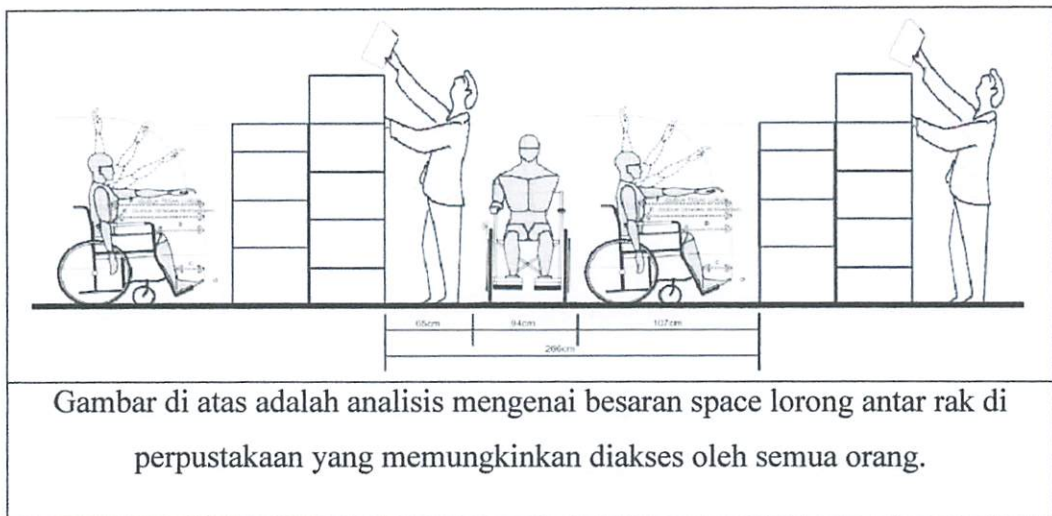 65cm 94cm 107cm
266cm
Gambar di atas adalah analisis mengenai besaran space lorong antar rak di
perpustakaan yang memungkinkan diakses oleh semua orang.